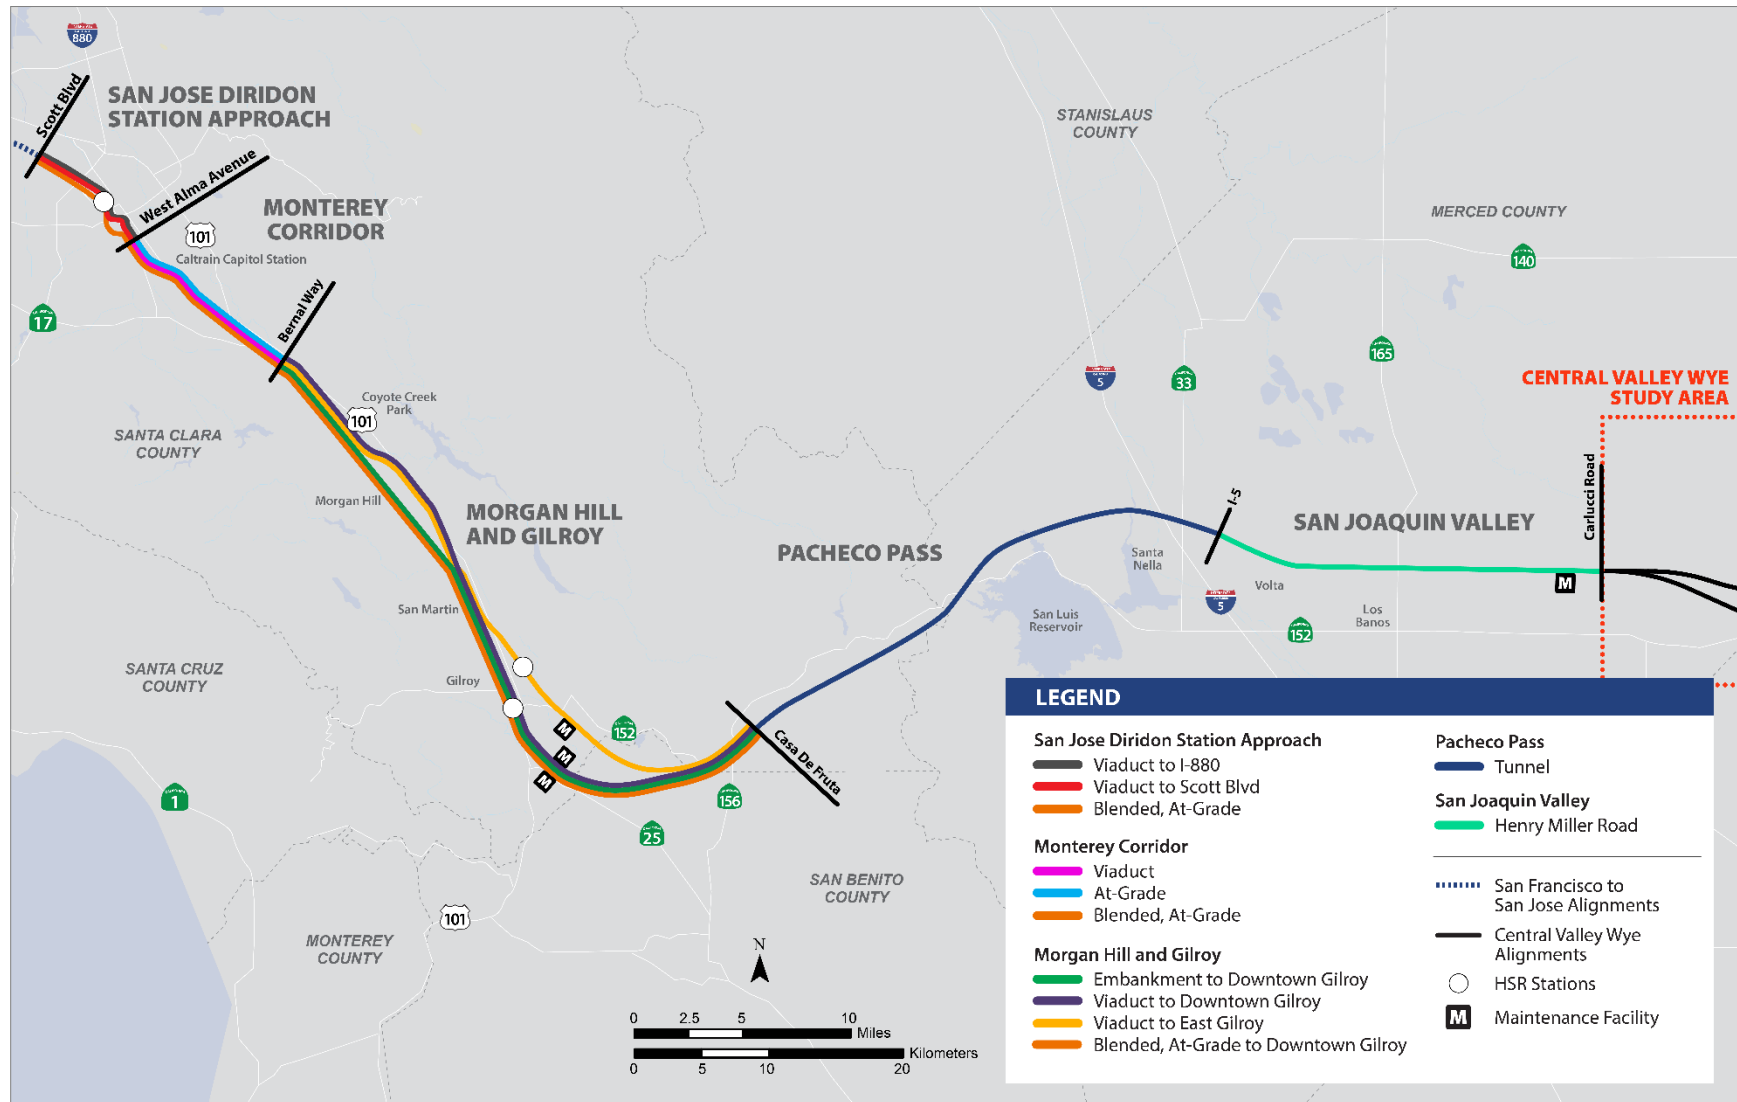 INTERSTATE
880
Scott Blvd
SAN JOSE DIRIDON
STATION APPROACH
West Alma Avenue
MONTEREY
CORRIDOR
101
Caltrain Capitol Station
17
Bernal Way
Coyote Creek
Park
101
SANTA CLARA
COUNTY
Morgan Hill
MORGAN HILL
AND GILROY
San Martin
SANTA CRUZ
COUNTY
Gilroy
M
M
M
152
Casa De Fruta
156
25
1
101
MONTEREY
COUNTY
SAN BENITO
COUNTY
PACHECO PASS
STANISLAUS
COUNTY
MERCED COUNTY
140
165
5
33
CENTRAL VALLEY WYE
STUDY AREA
Carlucci Road
I-5
SAN JOAQUIN VALLEY
Santa
Nella
San Luis
Reservoir
5
Volta
Los
Banos
152
M
N
0 2.5 5 10
Miles
Kilometers
0 5 10 20
LEGEND
San Jose Diridon Station Approach
Viaduct to I-880
Viaduct to Scott Blvd
Blended, At-Grade
Monterey Corridor
Viaduct
At-Grade
Blended, At-Grade
Morgan Hill and Gilroy
Embankment to Downtown Gilroy
Viaduct to Downtown Gilroy
Viaduct to East Gilroy
Blended, At-Grade to Downtown Gilroy
Pacheco Pass
Tunnel
San Joaquin Valley
Henry Miller Road
San Francisco to
San Jose Alignments
Central Valley Wye
Alignments
HSR Stations
M Maintenance Facility